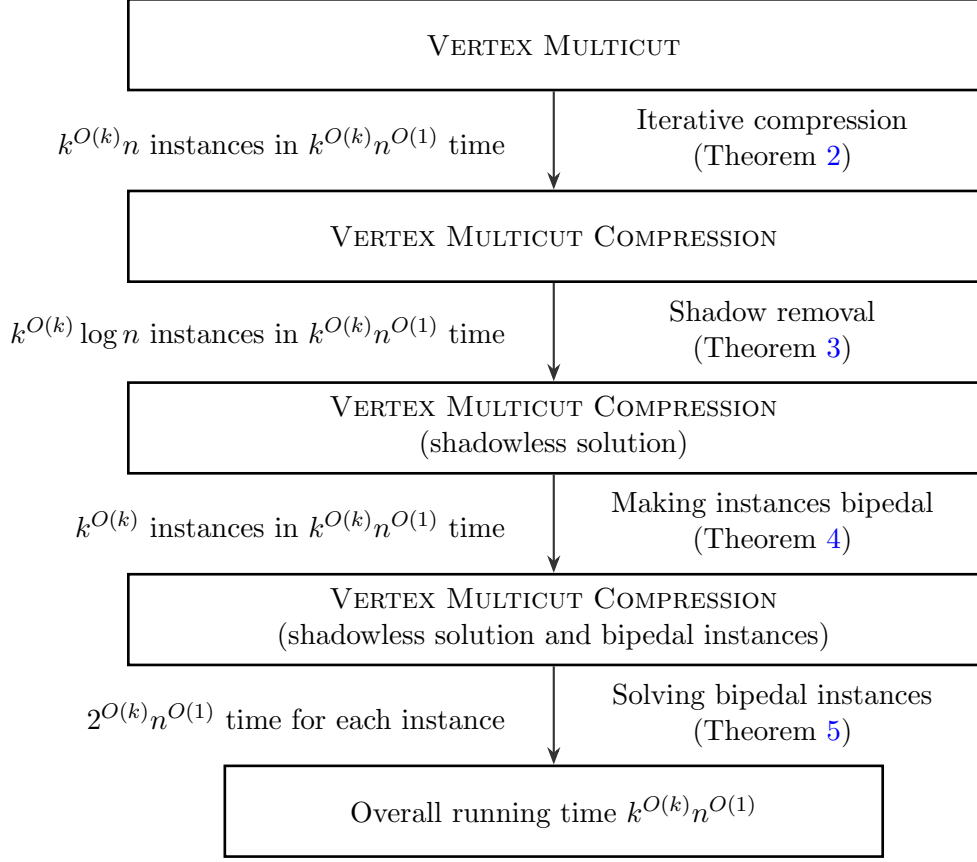 VERTEX MULTICUT
k^{O(k)}n instances in k^{O(k)}n^{O(1)} time
Iterative compression
(Theorem 2)
VERTEX MULTICUT COMPRESSION
k^{O(k)} log n instances in k^{O(k)}n^{O(1)} time
Shadow removal
(Theorem 3)
VERTEX MULTICUT COMPRESSION
(shadowless solution)
k^{O(k)} instances in k^{O(k)}n^{O(1)} time
Making instances bipedal
(Theorem 4)
VERTEX MULTICUT COMPRESSION
(shadowless solution and bipedal instances)
2^{O(k)}n^{O(1)} time for each instance
Solving bipedal instances
(Theorem 5)
Overall running time k^{O(k)}n^{O(1)}